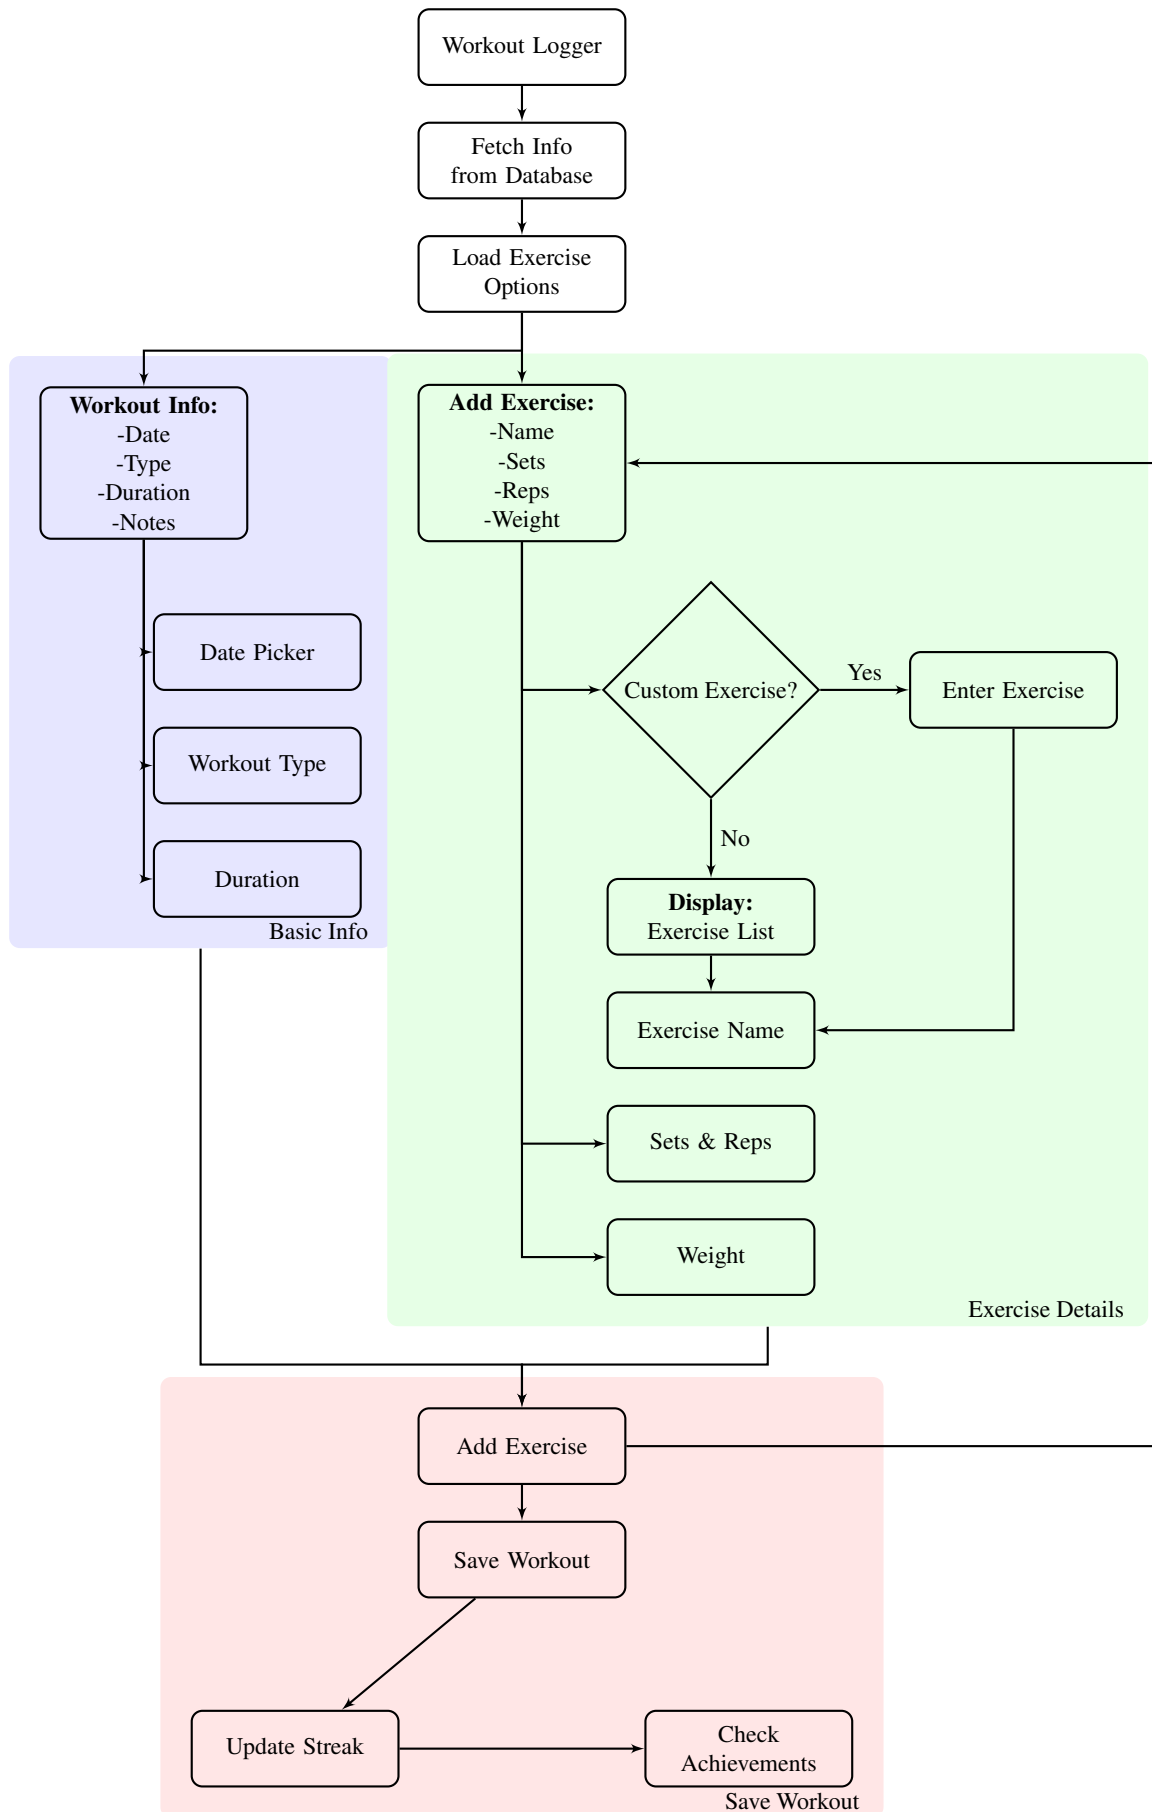 Workout Logger
Fetch Info
from Database
Load Exercise
Options
Workout Info:
-Date
-Type
-Duration
-Notes
Date Picker
Workout Type
Duration
Basic Info
Add Exercise:
-Name
-Sets
-Reps
-Weight
Custom Exercise?
Yes
Enter Exercise
No
Display:
Exercise List
Exercise Name
Sets & Reps
Weight
Exercise Details
Add Exercise
Save Workout
Update Streak
Check
Achievements
Save Workout